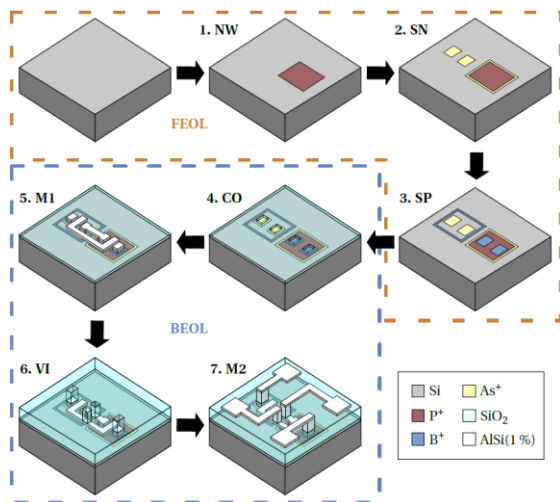 1. NW
2. SN
FEOL
3. SP
4. CO
5. M1
BEOL
6. VI
7. M2
Si
As⁺
P⁺
SiO₂
B⁺
AlSi(1 %)